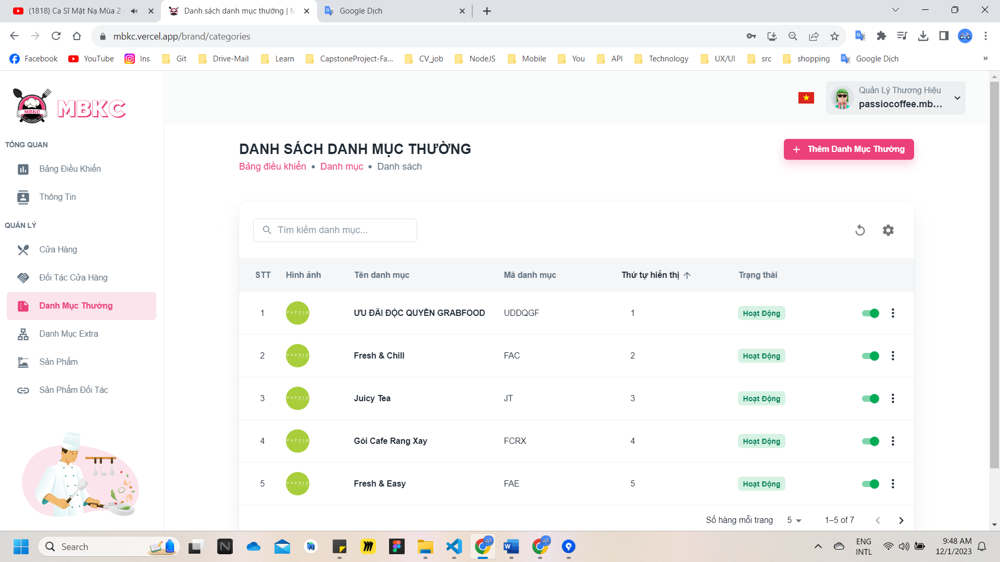 (1818) Ca Sĩ Mặt Nạ Mùa 2
Danh sách danh mục thường | M
Google Dịch
mbkc.vercel.app/brand/categories
Facebook
YouTube
Ins
Git
Drive-Mail
Learn
CapstoneProject-Fa...
CV_job
NodeJS
Mobile
You
API
Technology
UX/UI
src
shopping
Google Dịch
»
MBKC
MBKC
Quản Lý Thương Hiệu
passiocoffee.mb...
TỔNG QUAN
Bảng Điều Khiển
Thông Tin
QUẢN LÝ
Cửa Hàng
Đối Tác Cửa Hàng
Danh Mục Thường
Danh Mục Extra
Sản Phẩm
Sản Phẩm Đối Tác
DANH SÁCH DANH MỤC THƯỜNG
Bảng điều khiển • Danh mục • Danh sách
+ Thêm Danh Mục Thường
Tìm kiếm danh mục...
STT Hình ảnh Tên danh mục Mã danh mục Thứ tự hiển thị ↑ Trạng thái
1 PASSIO ƯU ĐÃI ĐỘC QUYỀN GRABFOOD UDDQGF 1 Hoạt Động
2 PASSIO Fresh & Chill FAC 2 Hoạt Động
3 PASSIO Juicy Tea JT 3 Hoạt Động
4 PASSIO Gói Cafe Rang Xay FCRX 4 Hoạt Động
5 PASSIO Fresh & Easy FAE 5 Hoạt Động
Số hàng mỗi trang 5 1–5 of 7
Search
ENG
INTL
9:48 AM
12/1/2023